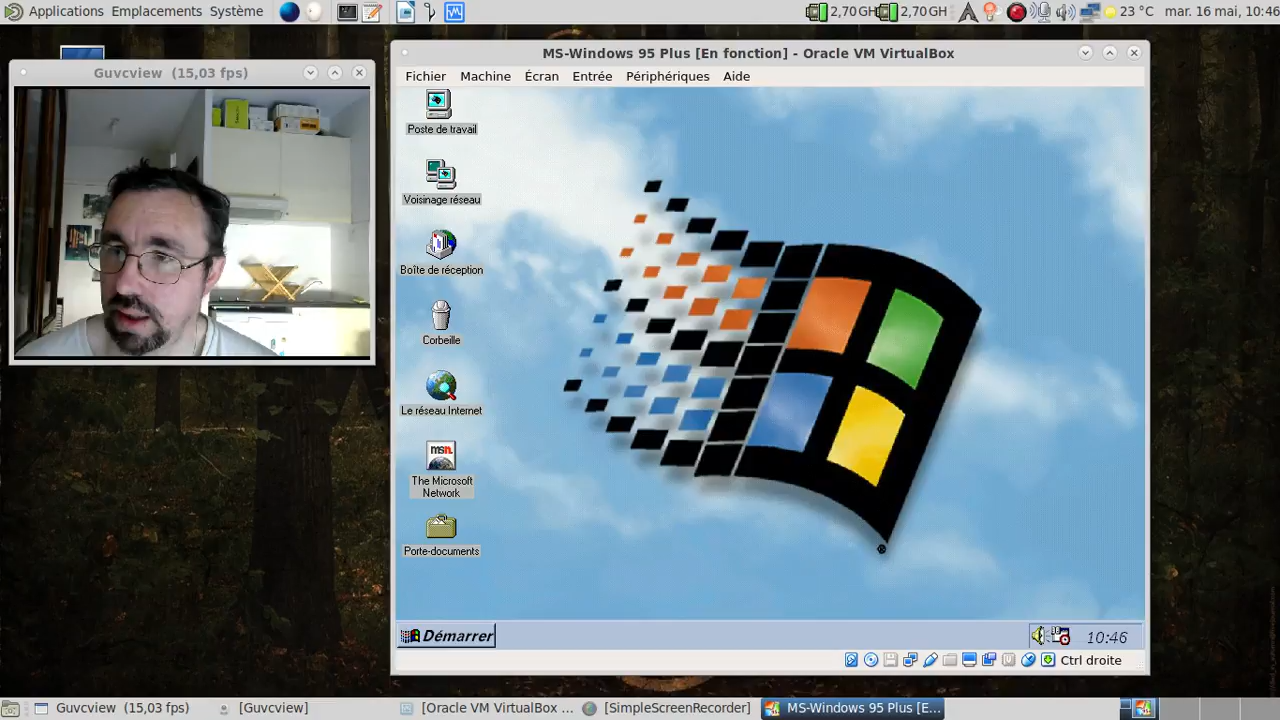 Applications Emplacements Système
2,70 GH 2,70 GH 23 °C mar. 16 mai, 10:46
Guvcview (15,03 fps)
MS-Windows 95 Plus [En fonction] - Oracle VM VirtualBox
Fichier Machine Écran Entrée Périphériques Aide
Poste de travail
Voisinage réseau
Boîte de réception
Corbeille
Le réseau Internet
msn
The Microsoft
Network
Porte-documents
Démarrer
10:46
Ctrl droite
Guvcview (15,03 fps) [Guvcview] [Oracle VM VirtualBox ... [SimpleScreenRecorder] MS-Windows 95 Plus [E...